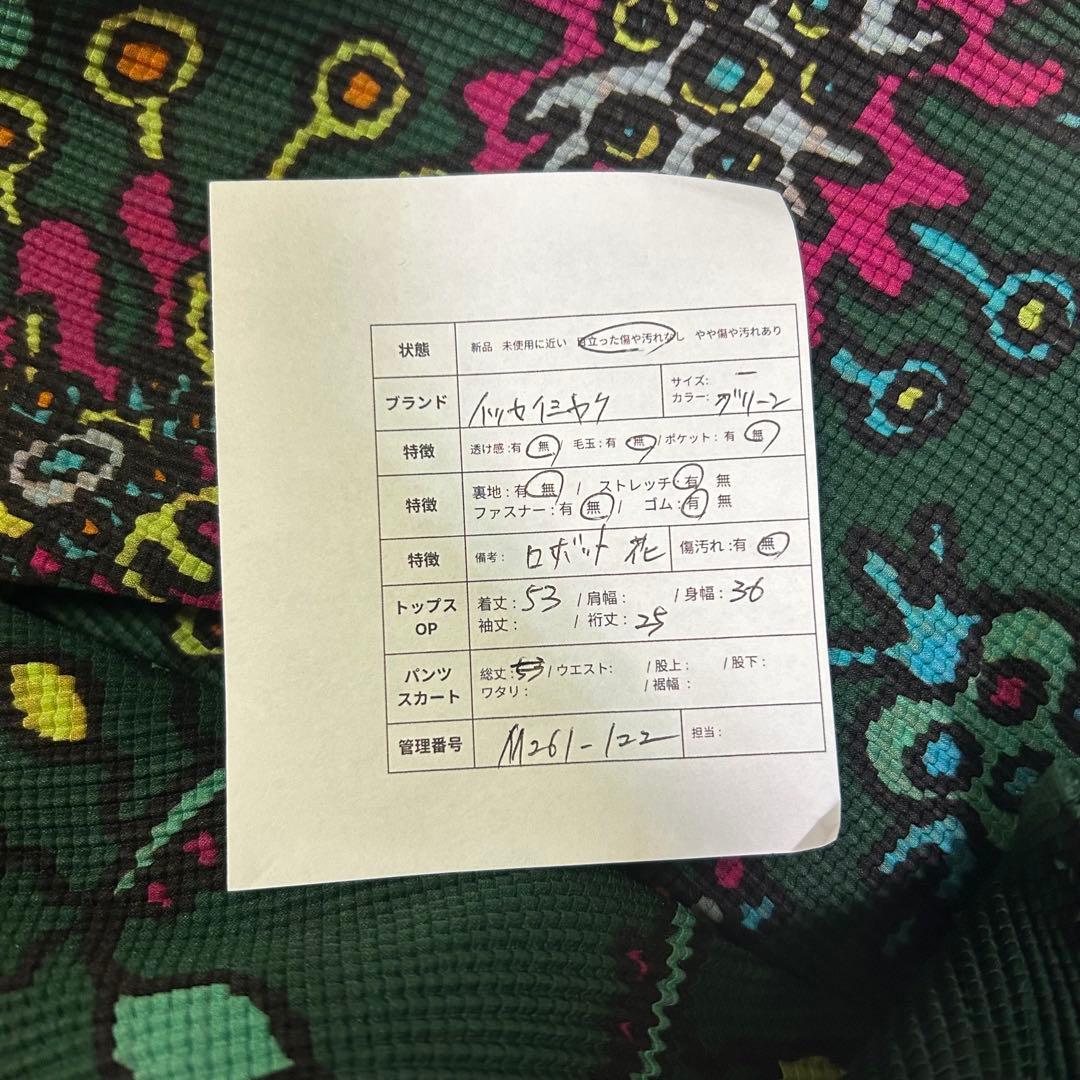 状態 新品 未使用に近い 目立った傷や汚れなし やや傷や汚れあり
ブランド イッセイミヤケ サイズ: ー
カラー: グリーン
特徴 透け感:有 無 / 毛玉:有 無 / ポケット:有 無
特徴 裏地:有 無 / ストレッチ:有 無
ファスナー:有 無 / ゴム:有 無
特徴 備考: ロボット 花 傷汚れ:有 無
トップス OP 着丈:53 / 肩幅: / 身幅:36
袖丈: / 裄丈:25
パンツ スカート 総丈:53 / ウエスト: / 股上: / 股下:
ワタリ: / 裾幅:
管理番号 M261-122 担当: